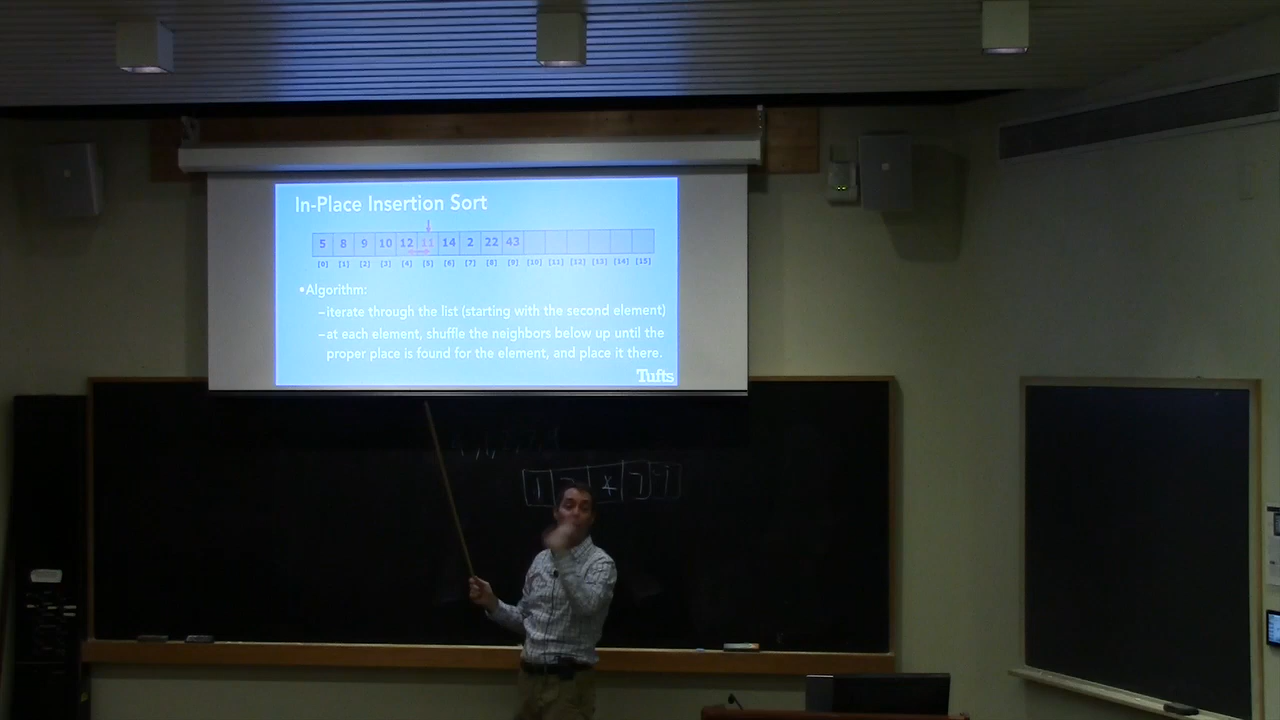 In-Place Insertion Sort
5 8 9 10 12 11 14 2 22 43
[0] [1] [2] [3] [4] [5] [6] [7] [8] [9] [10] [11] [12] [13] [14] [15]
•Algorithm:
–iterate through the list (starting with the second element)
–at each element, shuffle the neighbors below up until the
proper place is found for the element, and place it there.
Tufts
1 4 7